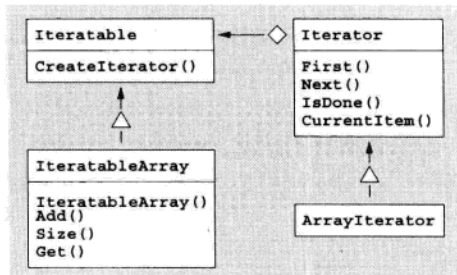 Iteratable
CreateIterator()
Iterator
First()
Next()
IsDone()
CurrentItem()
IteratableArray
IteratableArray()
Add()
Size()
Get()
ArrayIterator